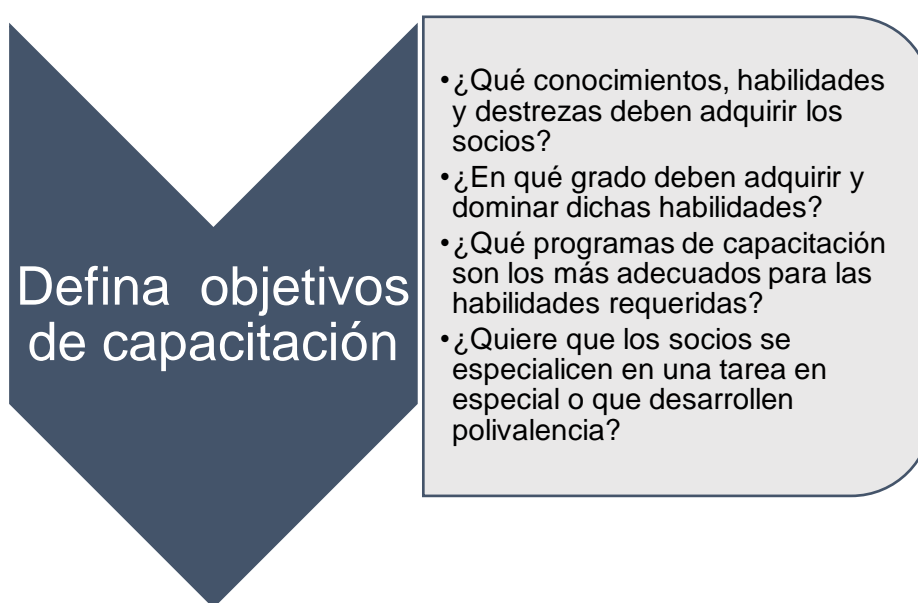 Defina objetivos
de capacitación
•¿Qué conocimientos, habilidades
y destrezas deben adquirir los
socios?
•¿En qué grado deben adquirir y
dominar dichas habilidades?
•¿Qué programas de capacitación
son los más adecuados para las
habilidades requeridas?
•¿Quiere que los socios se
especialicen en una tarea en
especial o que desarrollen
polivalencia?